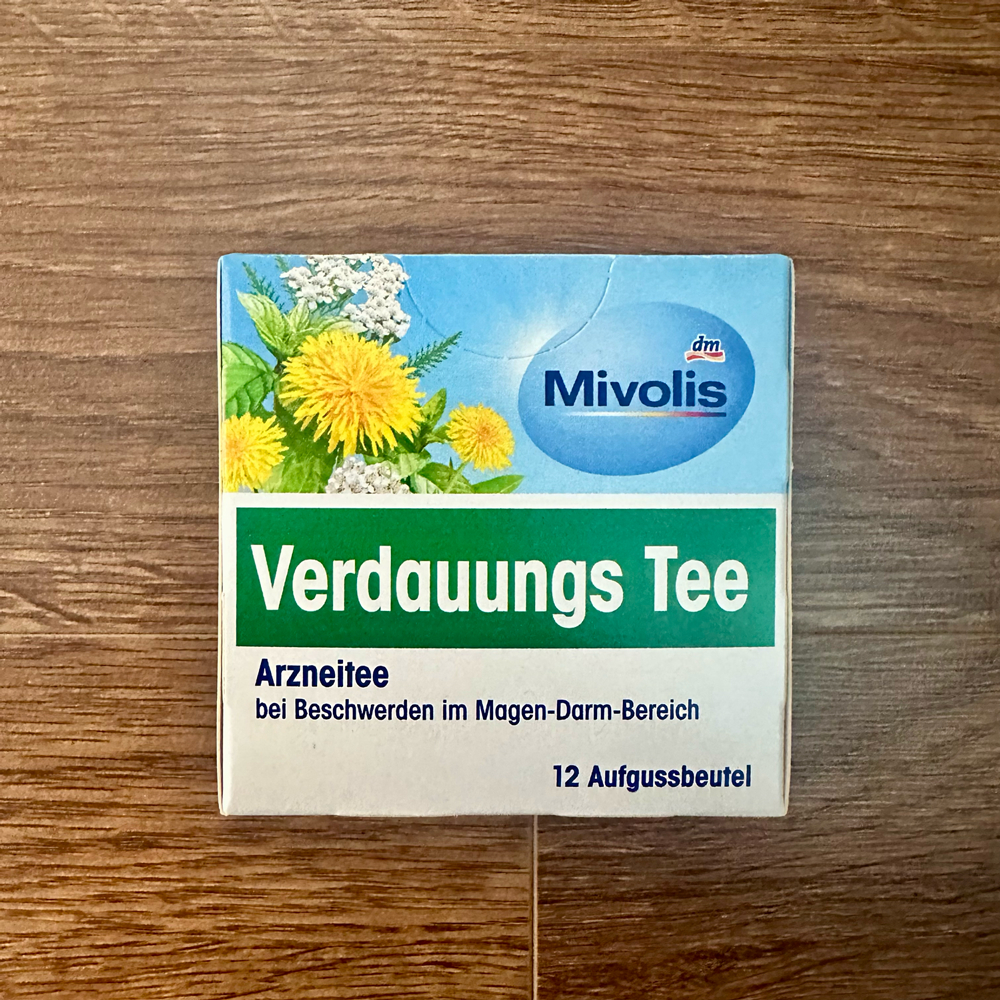 dm
Mivolis
Verdauungs Tee
Arzneitee
bei Beschwerden im Magen-Darm-Bereich
12 Aufgussbeutel